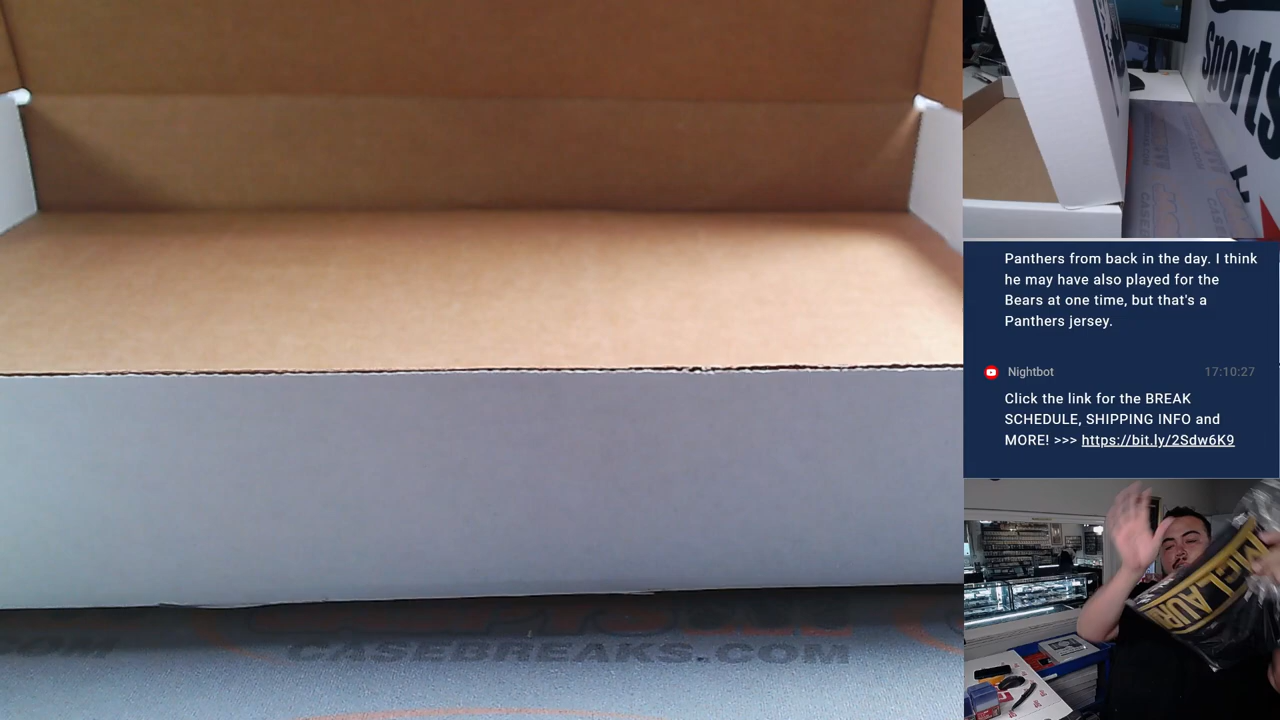 Sports
Panthers from back in the day. I think
he may have also played for the
Bears at one time, but that's a
Panthers jersey.
Nightbot 17:10:27
Click the link for the BREAK
SCHEDULE, SHIPPING INFO and
MORE! >>> https://bit.ly/2Sdw6K9
CASEBREAKS.COM